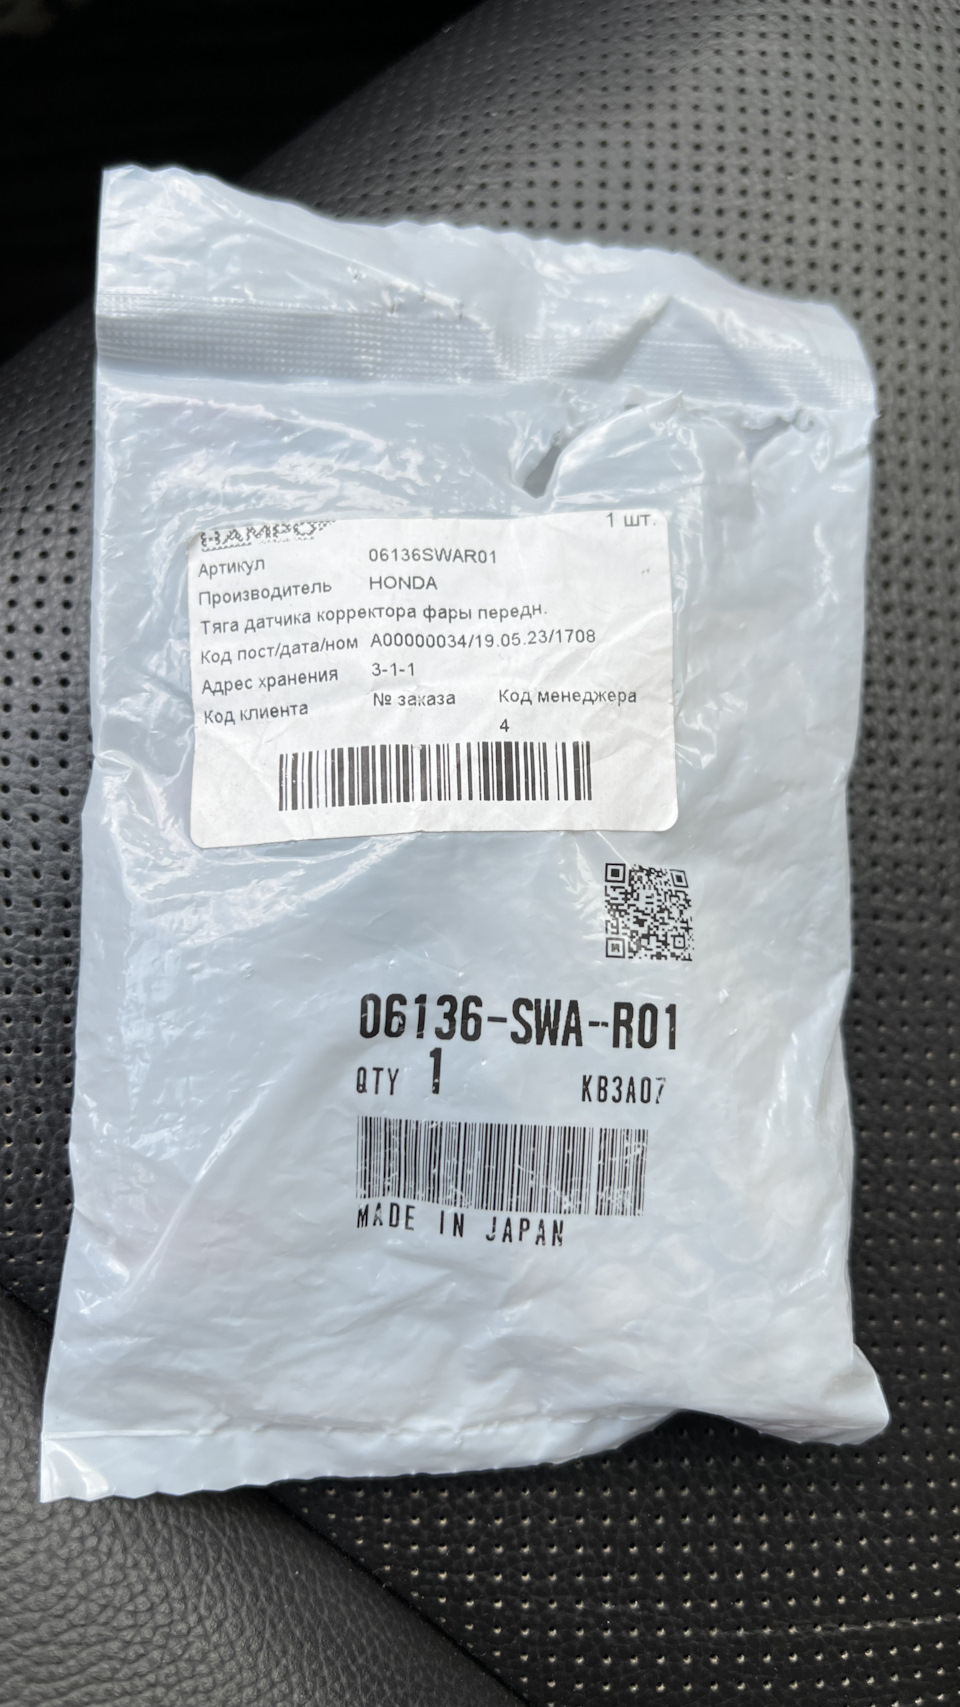 1 шт.
Артикул 06136SWAR01
Производитель HONDA
Тяга датчика корректора фары передн.
Код пост/дата/ном A00000034/19.05.23/1708
Адрес хранения 3-1-1
Код клиента № заказа Код менеджера
4
06136-SWA-R01
QTY 1 KB3A07
MADE IN JAPAN